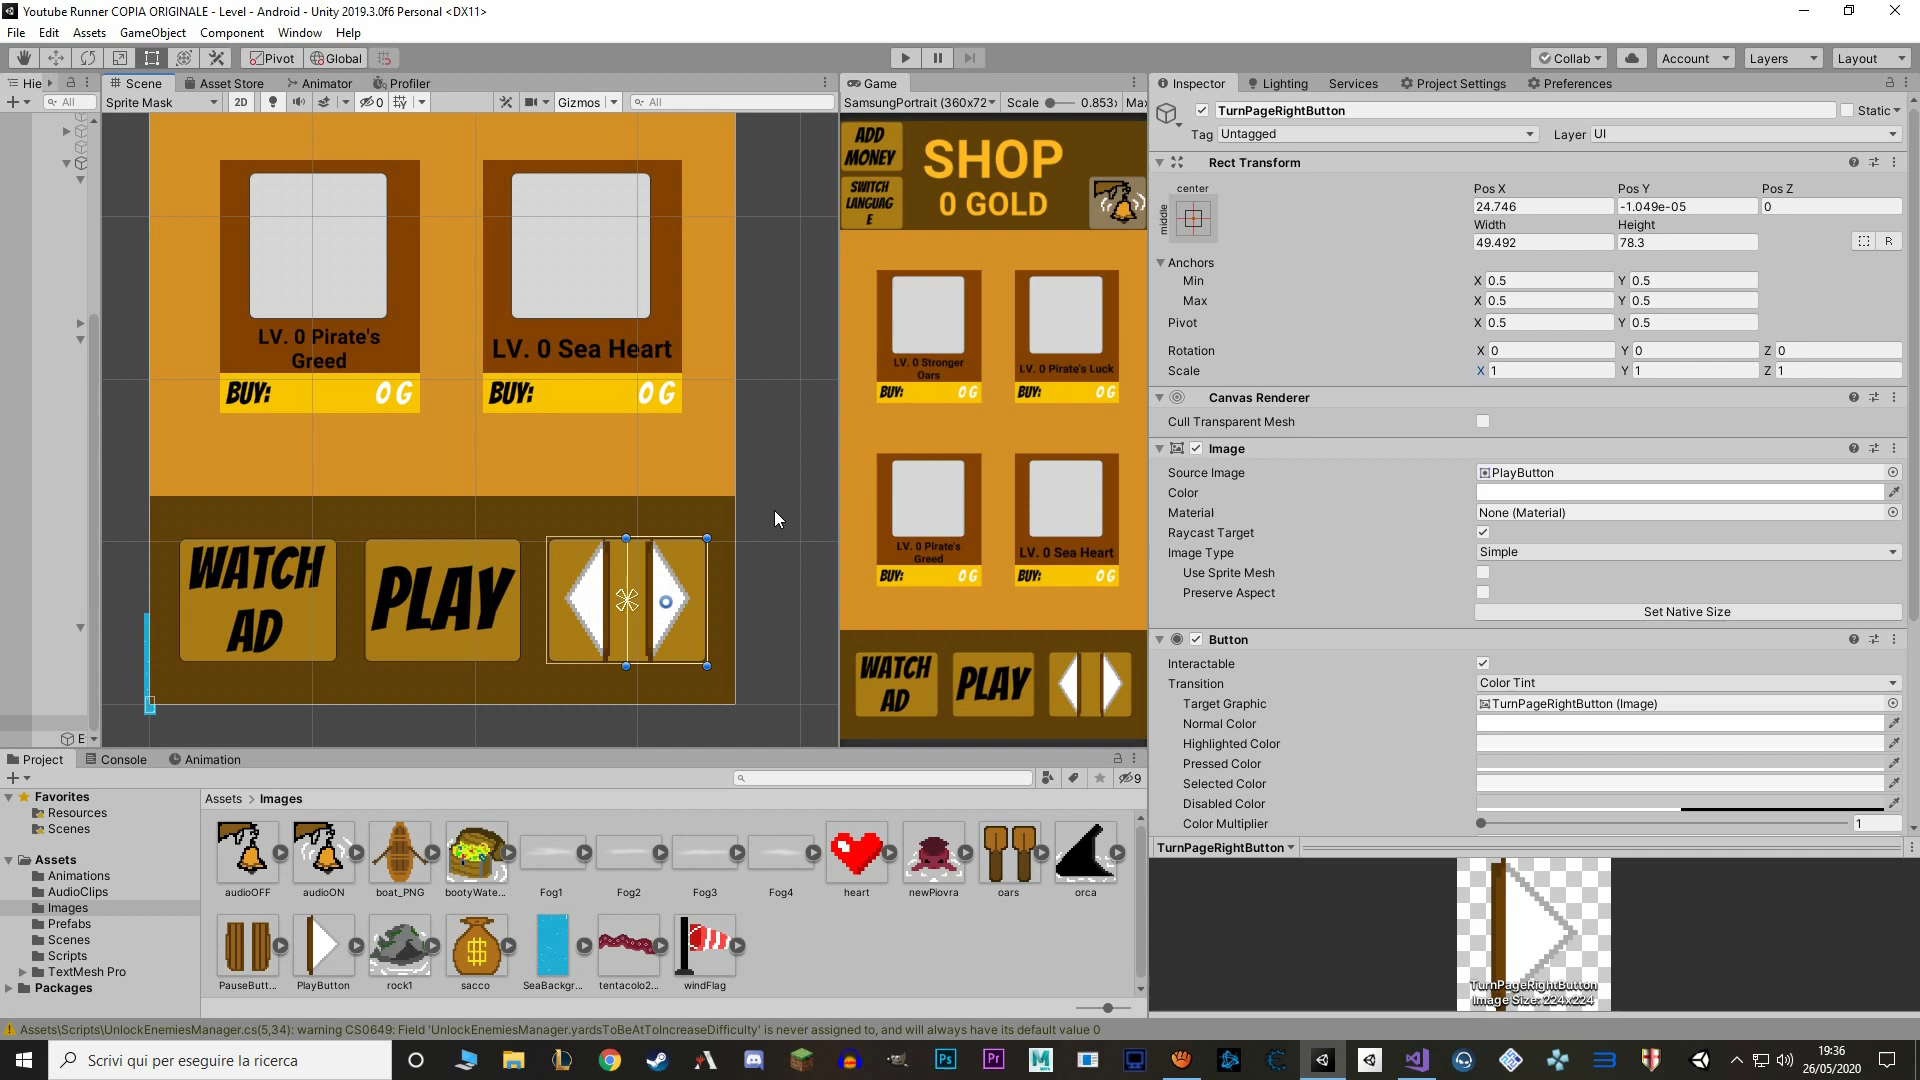 Youtube Runner COPIA ORIGINALE - Level - Android - Unity 2019.3.0f6 Personal <DX11>
File Edit Assets GameObject Component Window Help
Pivot Global Collab Account Layers Layout
Hie Scene Asset Store Animator Profiler Game Inspector Lighting Services Project Settings Preferences
All Sprite Mask 2D 0 Gizmos All SamsungPortrait (360x72 Scale 0.853x Max
TurnPageRightButton Static
Tag Untagged Layer UI
Rect Transform
center
middle
Pos X Pos Y Pos Z
24.746 -1.049e-05 0
Width Height
49.492 78.3 R
Anchors
Min X 0.5 Y 0.5
Max X 0.5 Y 0.5
Pivot X 0.5 Y 0.5
Rotation X 0 Y 0 Z 0
Scale X 1 Y 1 Z 1
Canvas Renderer
Cull Transparent Mesh
Image
Source Image PlayButton
Color
Material None (Material)
Raycast Target
Image Type Simple
Use Sprite Mesh
Preserve Aspect
Set Native Size
Button
Interactable
Transition Color Tint
Target Graphic TurnPageRightButton (Image)
Normal Color
Highlighted Color
Pressed Color
Selected Color
Disabled Color
Color Multiplier 1
TurnPageRightButton
TurnPageRightButton
Image Size: 224x224
LV. 0 Pirate's
Greed
LV. 0 Sea Heart
BUY: 0 G
BUY: 0 G
WATCH
AD
PLAY
E
ADD
MONEY
SWITCH
LANGUAG
E
SHOP
0 GOLD
LV. 0 Stronger
Oars
LV. 0 Pirate's Luck
BUY: 0 G
BUY: 0 G
LV. 0 Pirate's
Greed
LV. 0 Sea Heart
BUY: 0 G
BUY: 0 G
WATCH
AD
PLAY
Project Console Animation
9
Favorites
Resources
Scenes
Assets
Animations
AudioClips
Images
Prefabs
Scenes
Scripts
TextMesh Pro
Packages
Assets > Images
audioOFF audioON boat_PNG bootyWate... Fog1 Fog2 Fog3 Fog4 heart newPiovra oars orca
PauseButt... PlayButton rock1 sacco SeaBackgr... tentacolo2... windFlag
Assets\Scripts\UnlockEnemiesManager.cs(5,34): warning CS0649: Field 'UnlockEnemiesManager.yardsToBeAtToIncreaseDifficulty' is never assigned to, and will always have its default value 0
Scrivi qui per eseguire la ricerca
Ps
Pr
M
19:36
26/05/2020